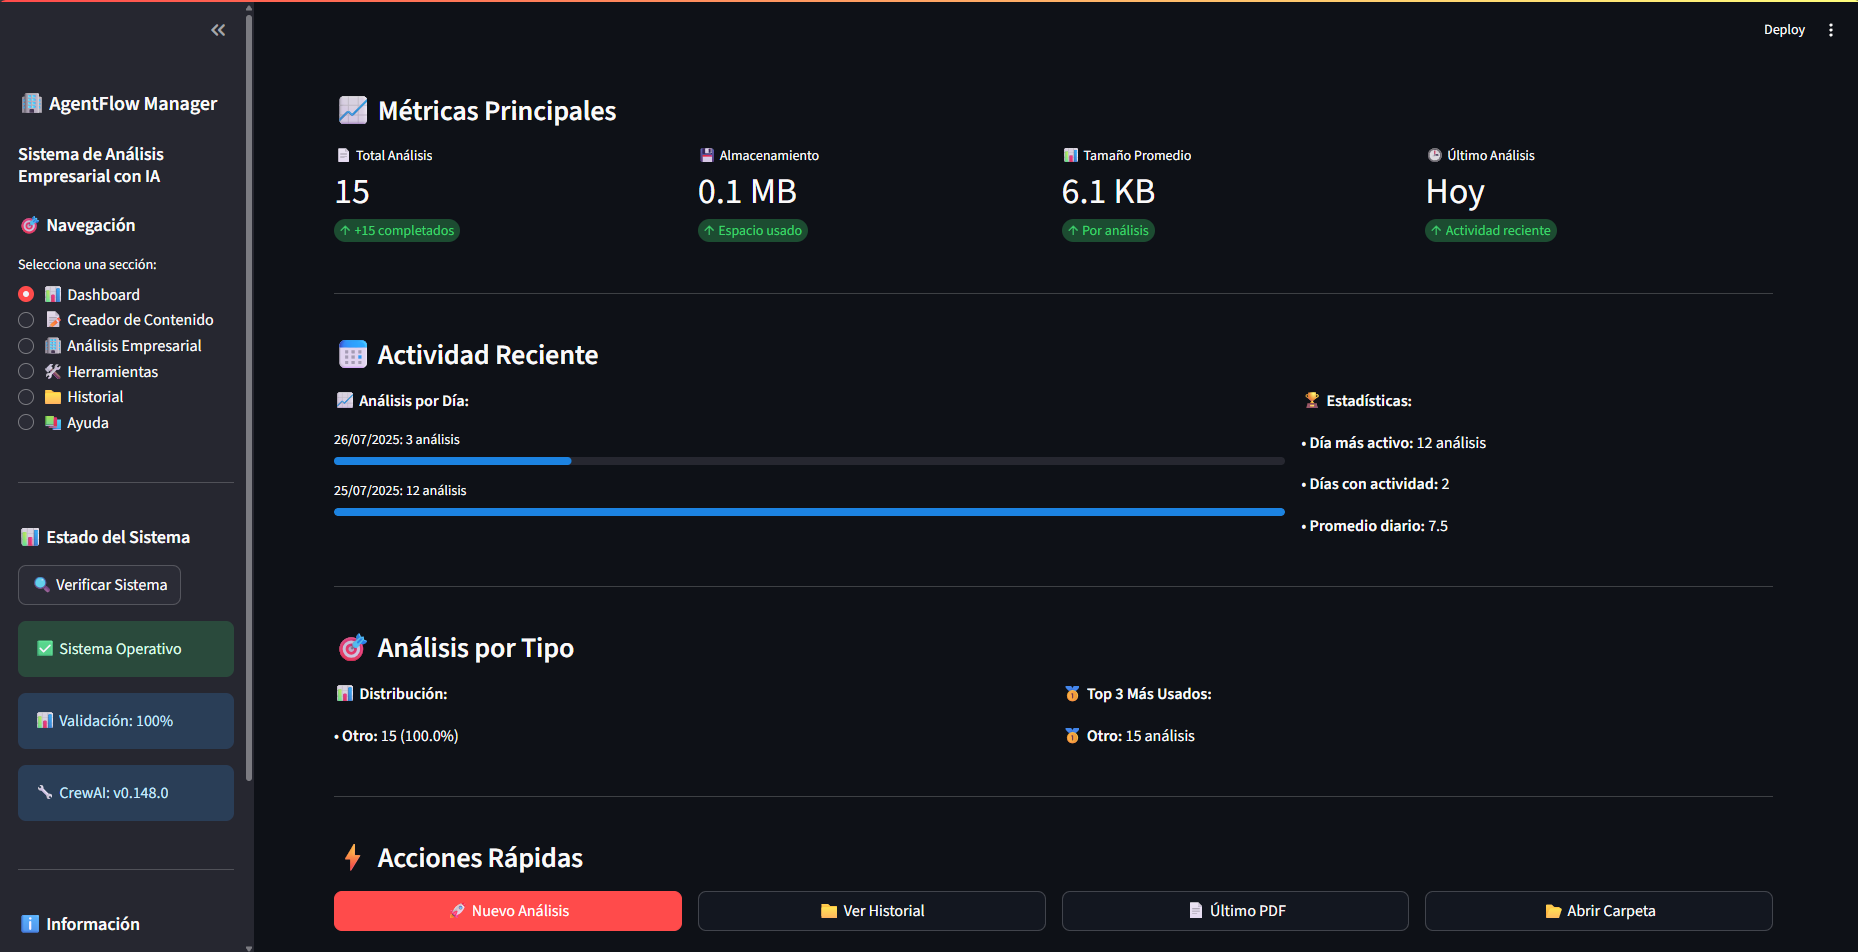 Deploy
AgentFlow Manager
Sistema de Análisis
Empresarial con IA
Navegación
Selecciona una sección:
Dashboard
Creador de Contenido
Análisis Empresarial
Herramientas
Historial
Ayuda
Estado del Sistema
Verificar Sistema
Sistema Operativo
Validación: 100%
CrewAI: v0.148.0
Información
Métricas Principales
Total Análisis
15
↑ +15 completados
Almacenamiento
0.1 MB
↑ Espacio usado
Tamaño Promedio
6.1 KB
↑ Por análisis
Último Análisis
Hoy
↑ Actividad reciente
Actividad Reciente
Análisis por Día:
26/07/2025: 3 análisis
25/07/2025: 12 análisis
Estadísticas:
• Día más activo: 12 análisis
• Días con actividad: 2
• Promedio diario: 7.5
Análisis por Tipo
Distribución:
• Otro: 15 (100.0%)
Top 3 Más Usados:
Otro: 15 análisis
Acciones Rápidas
Nuevo Análisis
Ver Historial
Último PDF
Abrir Carpeta